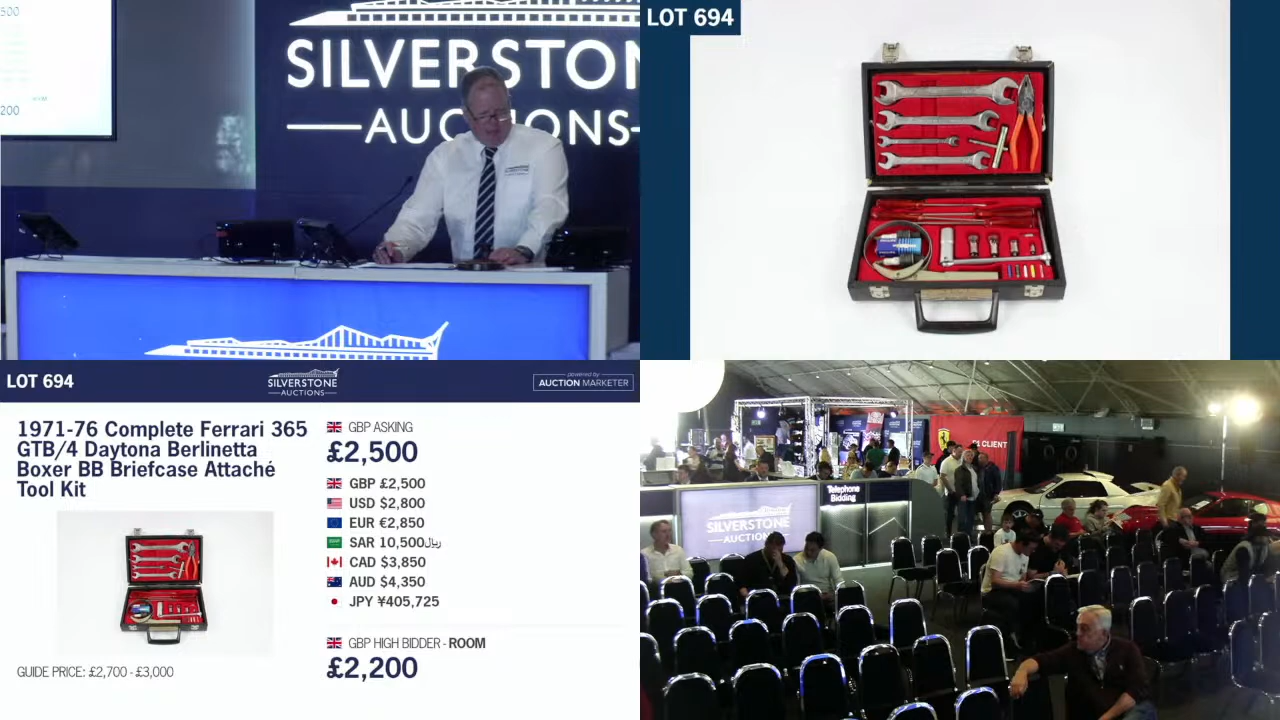 500
200
SILVERSTON
AUCTIONS
LOT 694
LOT 694
SILVERSTONE
AUCTIONS
powered by
AUCTION MARKETER
1971-76 Complete Ferrari 365
GTB/4 Daytona Berlinetta
Boxer BB Briefcase Attaché
Tool Kit
GUIDE PRICE: £2,700 - £3,000
GBP ASKING
£2,500
GBP £2,500
USD $2,800
EUR €2,850
SAR 10,500﷼
CAD $3,850
AUD $4,350
JPY ¥405,725
GBP HIGH BIDDER - ROOM
£2,200
Telephone
Bidding
SILVERSTONE
AUCTIONS
CLIENT